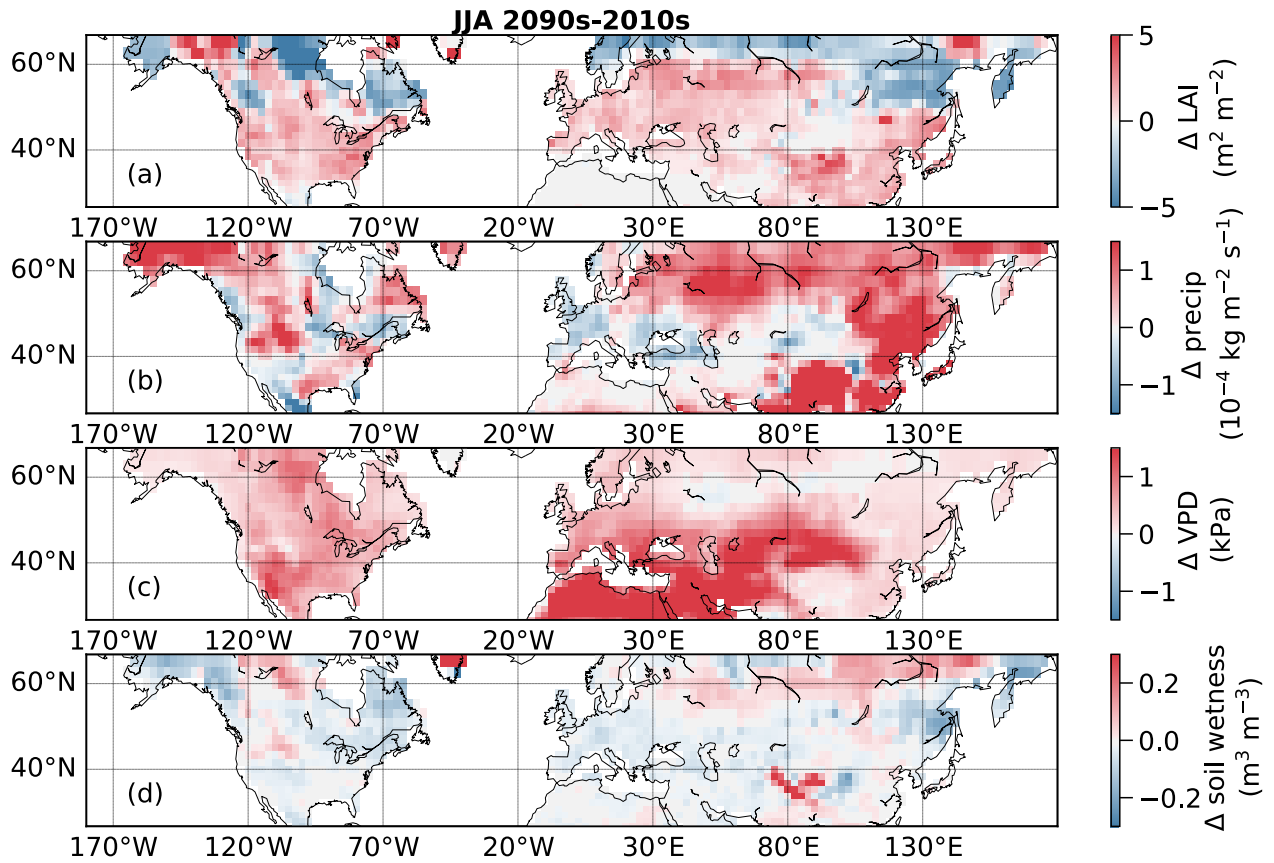 JJA 2090s-2010s
60°N
40°N
(a)
170°W 120°W 70°W 20°W 30°E 80°E 130°E
5
0
−5
Δ LAI
(m² m⁻²)
60°N
40°N
(b)
170°W 120°W 70°W 20°W 30°E 80°E 130°E
1
0
−1
Δ precip
(10⁻⁴ kg m⁻² s⁻¹)
60°N
40°N
(c)
170°W 120°W 70°W 20°W 30°E 80°E 130°E
1
0
−1
Δ VPD
(kPa)
60°N
40°N
(d)
170°W 120°W 70°W 20°W 30°E 80°E 130°E
0.2
0.0
−0.2
Δ soil wetness
(m³ m⁻³)